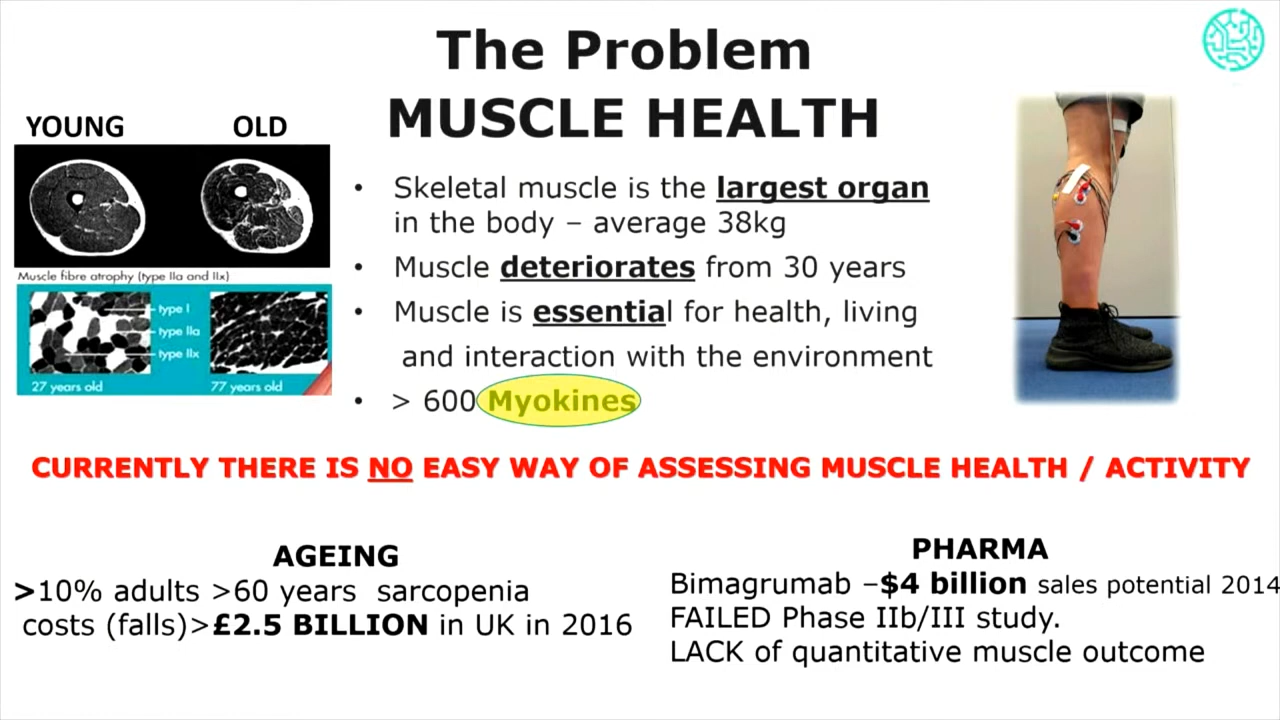 The Problem
MUSCLE HEALTH
YOUNG OLD
Muscle fibre atrophy (type IIa and IIx)
type I
type IIa
type IIx
27 years old 77 years old
• Skeletal muscle is the largest organ
in the body – average 38kg
• Muscle deteriorates from 30 years
• Muscle is essential for health, living
and interaction with the environment
• > 600 Myokines
CURRENTLY THERE IS NO EASY WAY OF ASSESSING MUSCLE HEALTH / ACTIVITY
AGEING
>10% adults >60 years sarcopenia
costs (falls)>£2.5 BILLION in UK in 2016
PHARMA
Bimagrumab –$4 billion sales potential 2014
FAILED Phase IIb/III study.
LACK of quantitative muscle outcome